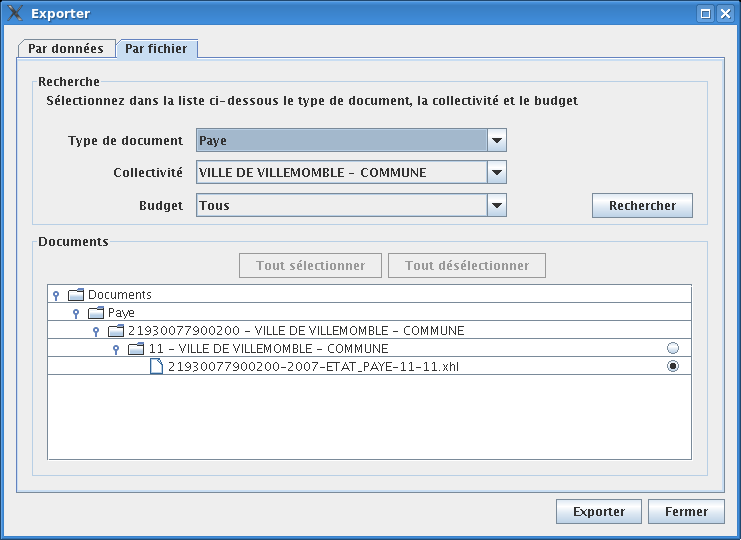 Exporter
Par données
Par fichier
Recherche
Sélectionnez dans la liste ci-dessous le type de document, la collectivité et le budget
Type de document
Paye
Collectivité
VILLE DE VILLEMOMBLE - COMMUNE
Budget
Tous
Rechercher
Documents
Tout sélectionner
Tout désélectionner
Documents
Paye
21930077900200 - VILLE DE VILLEMOMBLE - COMMUNE
11 - VILLE DE VILLEMOMBLE - COMMUNE
21930077900200-2007-ETAT_PAYE-11-11.xhl
Exporter
Fermer